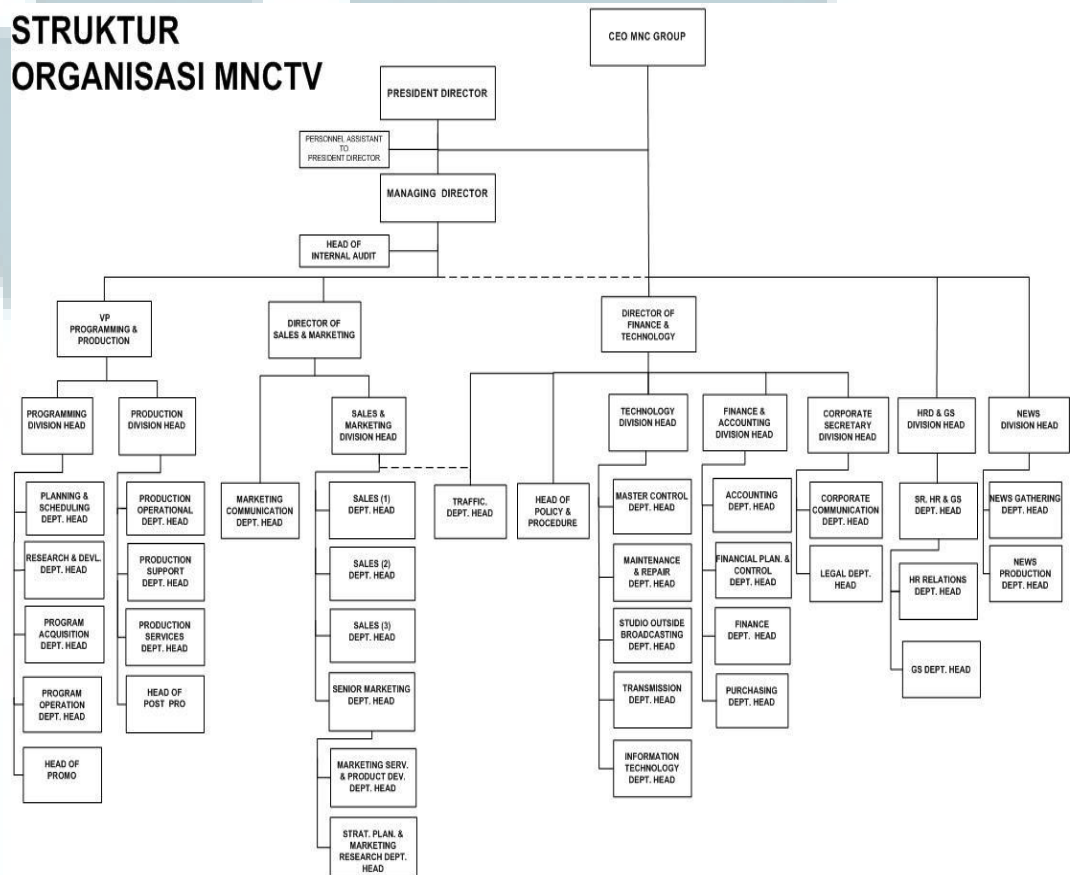 STRUKTUR
ORGANISASI MNCTV
CEO MNC GROUP
PRESIDENT DIRECTOR
PERSONNEL ASSISTANT
TO
PRESIDENT DIRECTOR
MANAGING DIRECTOR
HEAD OF
INTERNAL AUDIT
VP
PROGRAMMING &
PRODUCTION
DIRECTOR OF
SALES & MARKETING
DIRECTOR OF
FINANCE &
TECHNOLOGY
PROGRAMMING
DIVISION HEAD
PRODUCTION
DIVISION HEAD
SALES &
MARKETING
DIVISION HEAD
TECHNOLOGY
DIVISION HEAD
FINANCE &
ACCOUNTING
DIVISION HEAD
CORPORATE
SECRETARY
DIVISION HEAD
HRD & GS
DIVISION HEAD
NEWS
DIVISION HEAD
PLANNING &
SCHEDULING
DEPT. HEAD
RESEARCH & DEVL.
DEPT. HEAD
PROGRAM
ACQUISITION
DEPT. HEAD
PROGRAM
OPERATION
DEPT. HEAD
HEAD OF
PROMO
PRODUCTION
OPERATIONAL
DEPT. HEAD
PRODUCTION
SUPPORT
DEPT. HEAD
PRODUCTION
SERVICES
DEPT. HEAD
HEAD OF
POST PRO
MARKETING
COMMUNICATION
DEPT. HEAD
SALES (1)
DEPT. HEAD
SALES (2)
DEPT. HEAD
SALES (3)
DEPT. HEAD
SENIOR MARKETING
DEPT. HEAD
MARKETING SERV.
& PRODUCT DEV.
DEPT. HEAD
STRAT. PLAN. &
MARKETING
RESEARCH DEPT.
HEAD
TRAFFIC.
DEPT. HEAD
HEAD OF
POLICY &
PROCEDURE
MASTER CONTROL
DEPT. HEAD
MAINTENANCE
& REPAIR
DEPT. HEAD
STUDIO OUTSIDE
BROADCASTING
DEPT. HEAD
TRANSMISSION
DEPT. HEAD
INFORMATION
TECHNOLOGY
DEPT. HEAD
ACCOUNTING
DEPT. HEAD
FINANCIAL PLAN. &
CONTROL
DEPT. HEAD
FINANCE
DEPT. HEAD
PURCHASING
DEPT. HEAD
CORPORATE
COMMUNICATION
DEPT. HEAD
LEGAL DEPT.
HEAD
SR. HR & GS
DEPT. HEAD
HR RELATIONS
DEPT. HEAD
GS DEPT. HEAD
NEWS GATHERING
DEPT. HEAD
NEWS
PRODUCTION
DEPT. HEAD